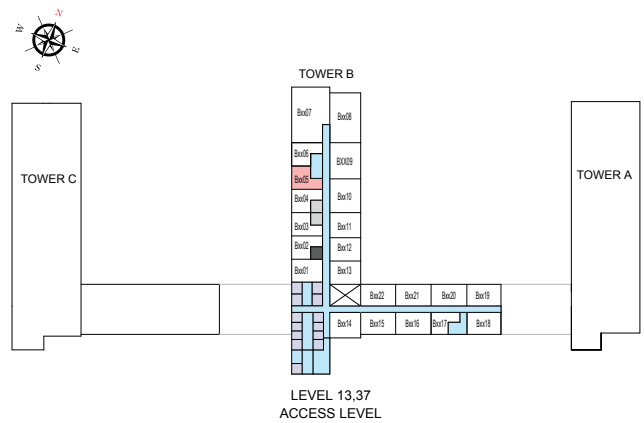 N
W
E
S
TOWER B
TOWER C
TOWER A
Bxx07
Bxx08
Bxx06
BXX09
Bxx05
Bxx04
Bxx10
Bxx03
Bxx11
Bxx02
Bxx12
Bxx01
Bxx13
Bxx22
Bxx21
Bxx20
Bxx19
Bxx14
Bxx15
Bxx16
Bxx17
Bxx18
LEVEL 13,37
ACCESS LEVEL